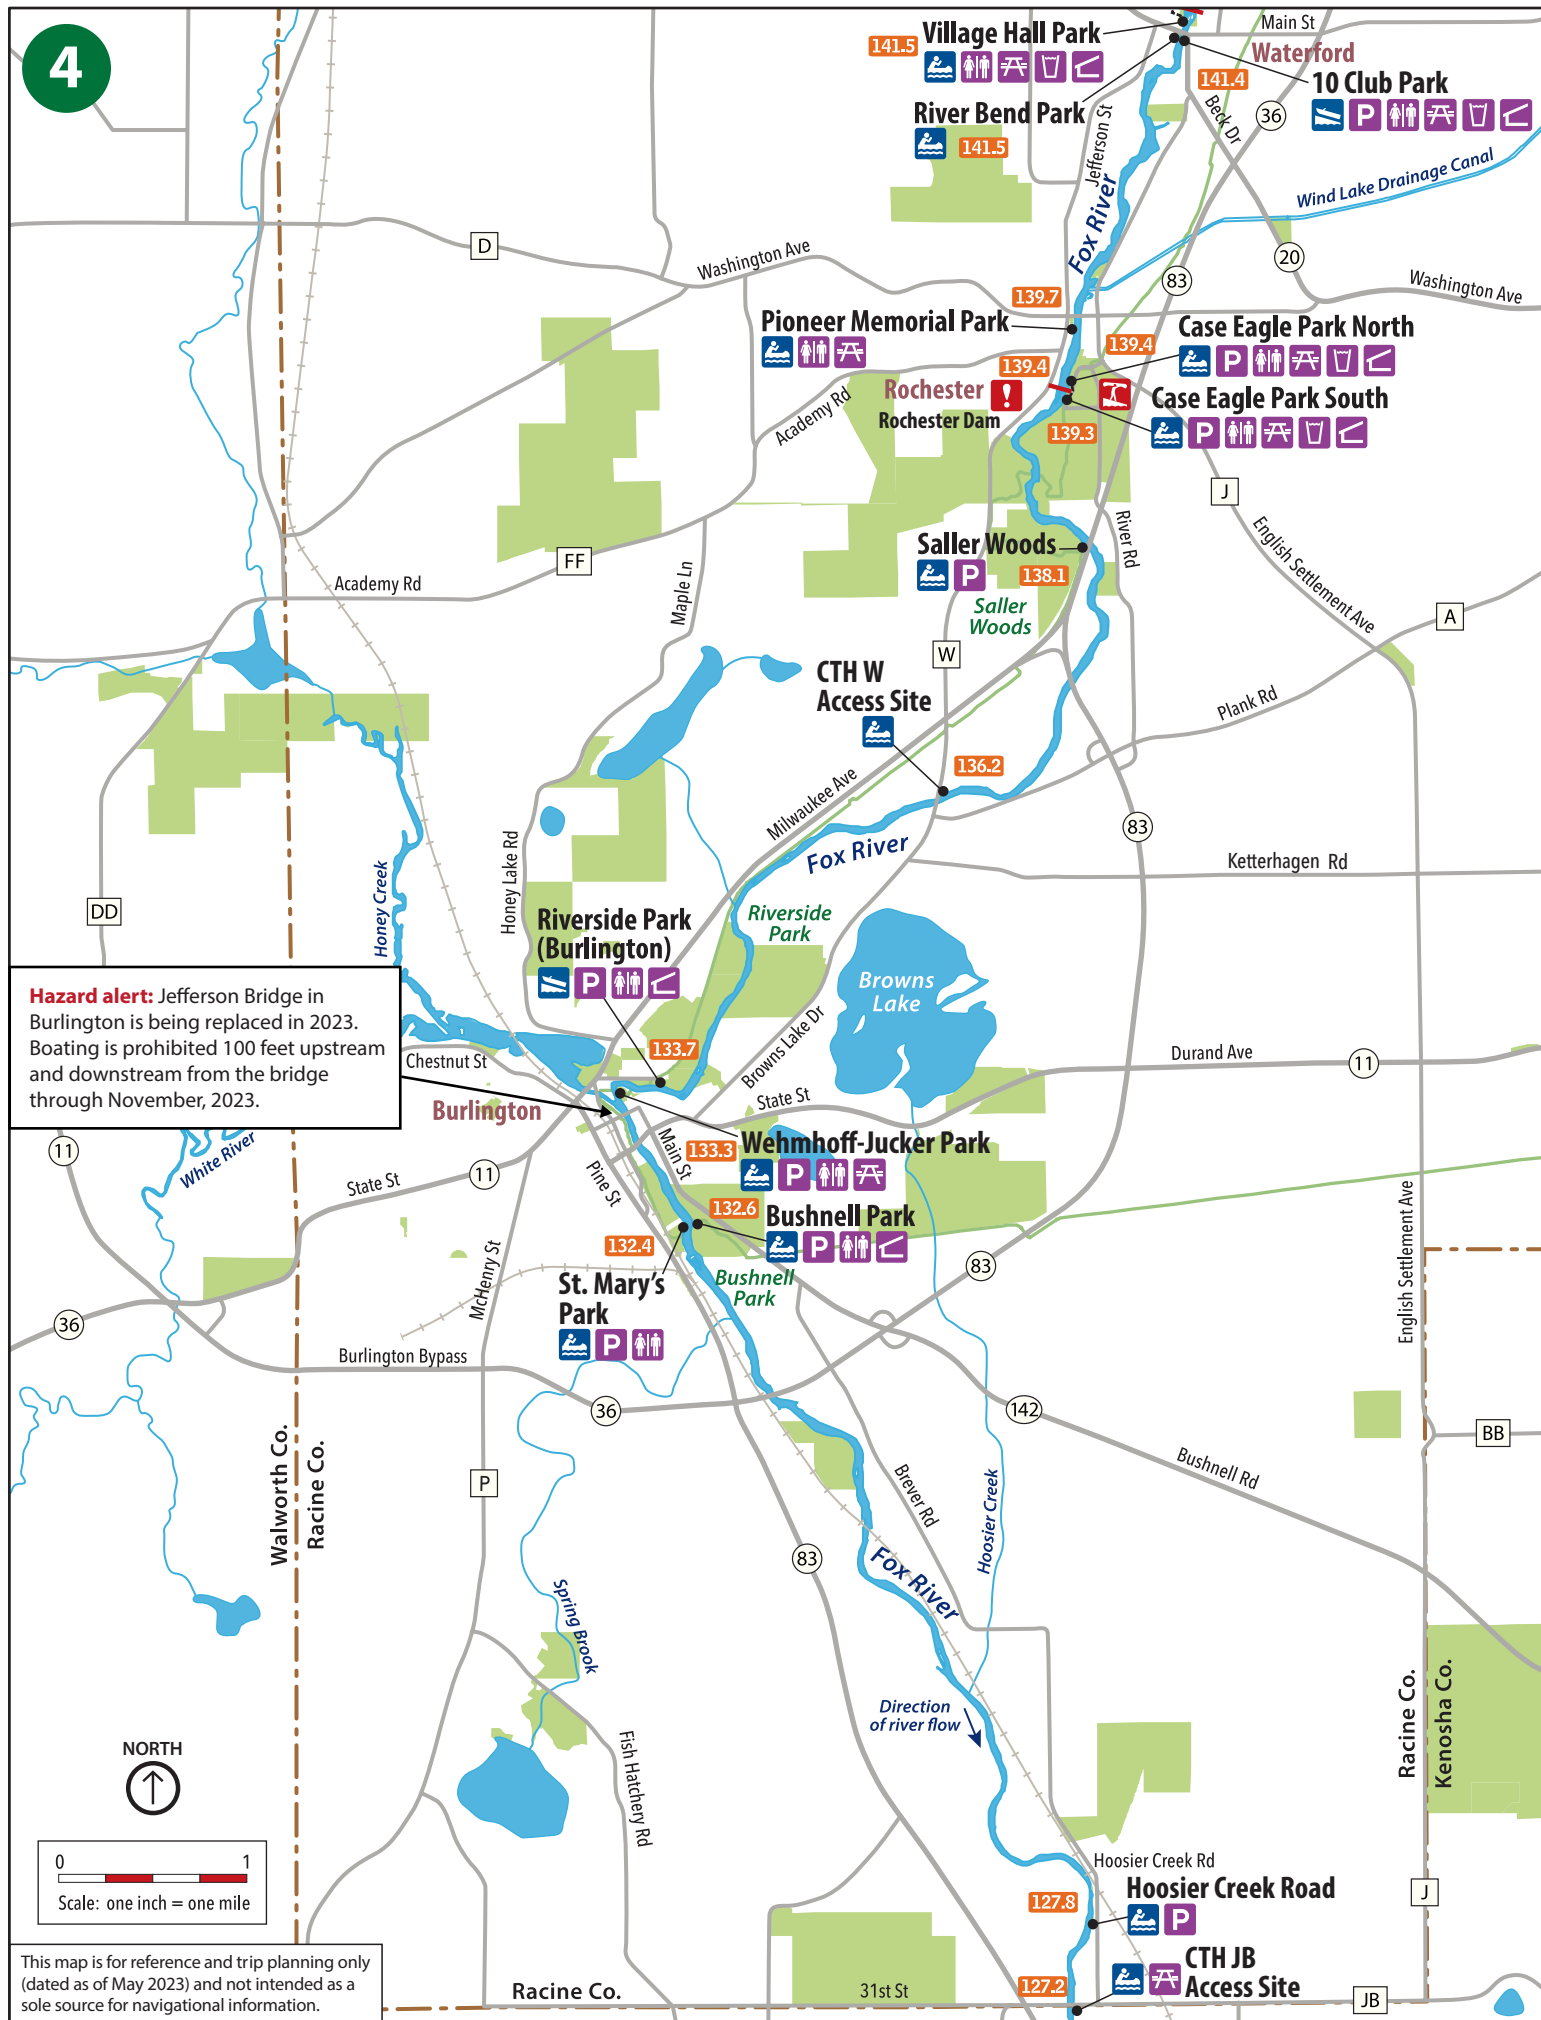 4
Main St
Village Hall Park
141.5
Waterford
141.4
10 Club Park
P
River Bend Park
141.5
Jefferson St
Beck Dr
36
Wind Lake Drainage Canal
Fox River
D
Washington Ave
20
83
Washington Ave
139.7
Pioneer Memorial Park
Case Eagle Park North
P
139.4
139.4
Rochester
!
Rochester Dam
Case Eagle Park South
P
Academy Rd
139.3
J
River Rd
English Settlement Ave
Saller Woods
P
138.1
FF
Academy Rd
Maple Ln
Saller
Woods
A
W
CTH W
Access Site
Plank Rd
136.2
Milwaukee Ave
83
Fox River
Honey Lake Rd
Ketterhagen Rd
DD
Honey Creek
Riverside Park
(Burlington)
P
Riverside
Park
Browns
Lake
Hazard alert: Jefferson Bridge in
Burlington is being replaced in 2023.
Boating is prohibited 100 feet upstream
and downstream from the bridge
through November, 2023.
Browns Lake Dr
133.7
Chestnut St
Durand Ave
11
Burlington
State St
11
White River
Main St
133.3
Wehmhoff-Jucker Park
P
State St
11
Pine St
132.6
Bushnell Park
P
132.4
English Settlement Ave
McHenry St
83
St. Mary's
Park
P
Bushnell
Park
36
Burlington Bypass
36
142
BB
Walworth Co.
Racine Co.
P
Brever Rd
Hoosier Creek
Bushnell Rd
83
Fox River
Spring Brook
Direction
of river flow
Racine Co.
Kenosha Co.
NORTH
Fish Hatchery Rd
0 1
Scale: one inch = one mile
Hoosier Creek Rd
Hoosier Creek Road
P
127.8
J
This map is for reference and trip planning only
(dated as of May 2023) and not intended as a
sole source for navigational information.
CTH JB
Access Site
127.2
Racine Co.
31st St
JB